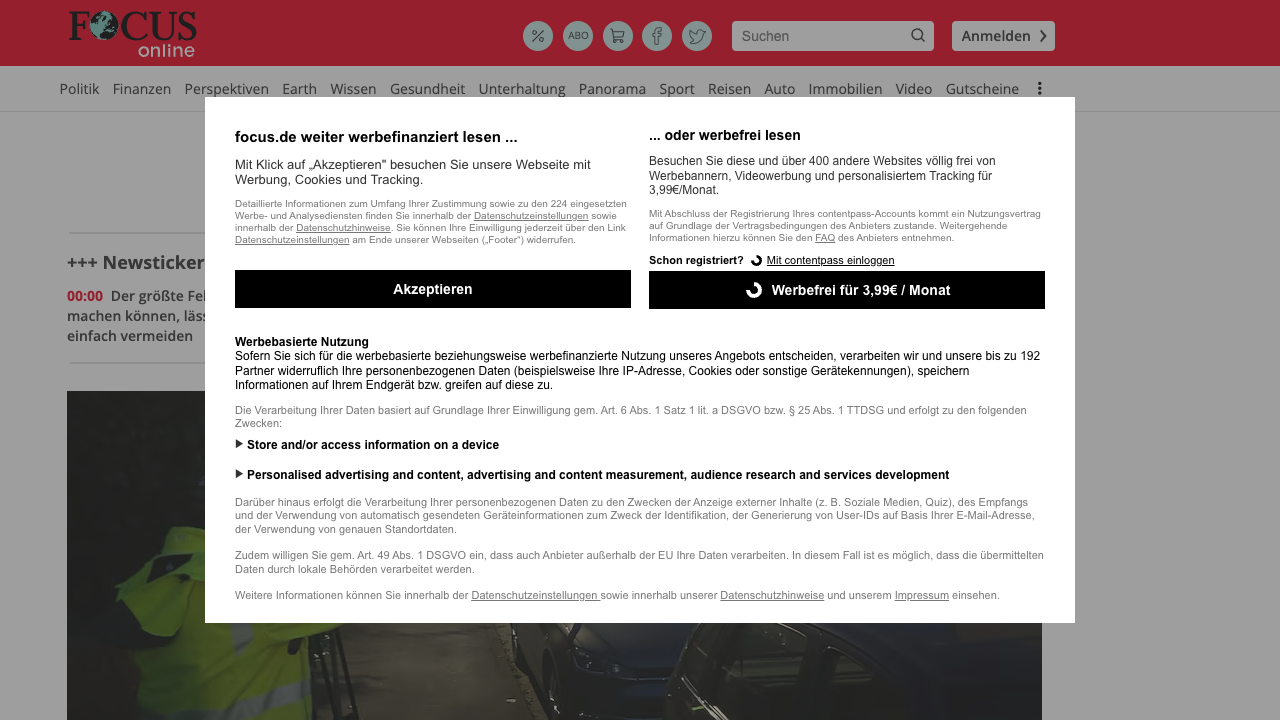 FOCUS
online
ABO
Suchen
Anmelden
Politik Finanzen Perspektiven Earth Wissen Gesundheit Unterhaltung Panorama Sport Reisen Auto Immobilien Video Gutscheine
focus.de weiter werbefinanziert lesen ...
Mit Klick auf „Akzeptieren" besuchen Sie unsere Webseite mit
Werbung, Cookies und Tracking.
Detaillierte Informationen zum Umfang Ihrer Zustimmung sowie zu den 224 eingesetzten
Werbe- und Analysediensten finden Sie innerhalb der Datenschutzeinstellungen sowie
innerhalb der Datenschutzhinweise. Sie können Ihre Einwilligung jederzeit über den Link
Datenschutzeinstellungen am Ende unserer Webseiten („Footer") widerrufen.
Akzeptieren
... oder werbefrei lesen
Besuchen Sie diese und über 400 andere Websites völlig frei von
Werbebannern, Videowerbung und personalisiertem Tracking für
3,99€/Monat.
Mit Abschluss der Registrierung Ihres contentpass-Accounts kommt ein Nutzungsvertrag
auf Grundlage der Vertragsbedingungen des Anbieters zustande. Weitergehende
Informationen hierzu können Sie den FAQ des Anbieters entnehmen.
Schon registriert? Mit contentpass einloggen
Werbefrei für 3,99€ / Monat
+++ Newsticker
00:00 Der größte Fe
machen können, läss
einfach vermeiden
Werbebasierte Nutzung
Sofern Sie sich für die werbebasierte beziehungsweise werbefinanzierte Nutzung unseres Angebots entscheiden, verarbeiten wir und unsere bis zu 192
Partner widerruflich Ihre personenbezogenen Daten (beispielsweise Ihre IP-Adresse, Cookies oder sonstige Gerätekennungen), speichern
Informationen auf Ihrem Endgerät bzw. greifen auf diese zu.
Die Verarbeitung Ihrer Daten basiert auf Grundlage Ihrer Einwilligung gem. Art. 6 Abs. 1 Satz 1 lit. a DSGVO bzw. § 25 Abs. 1 TTDSG und erfolgt zu den folgenden
Zwecken:
Store and/or access information on a device
Personalised advertising and content, advertising and content measurement, audience research and services development
Darüber hinaus erfolgt die Verarbeitung Ihrer personenbezogenen Daten zu den Zwecken der Anzeige externer Inhalte (z. B. Soziale Medien, Quiz), des Empfangs
und der Verwendung von automatisch gesendeten Geräteinformationen zum Zweck der Identifikation, der Generierung von User-IDs auf Basis Ihrer E-Mail-Adresse,
der Verwendung von genauen Standortdaten.
Zudem willigen Sie gem. Art. 49 Abs. 1 DSGVO ein, dass auch Anbieter außerhalb der EU Ihre Daten verarbeiten. In diesem Fall ist es möglich, dass die übermittelten
Daten durch lokale Behörden verarbeitet werden.
Weitere Informationen können Sie innerhalb der Datenschutzeinstellungen sowie innerhalb unserer Datenschutzhinweise und unserem Impressum einsehen.